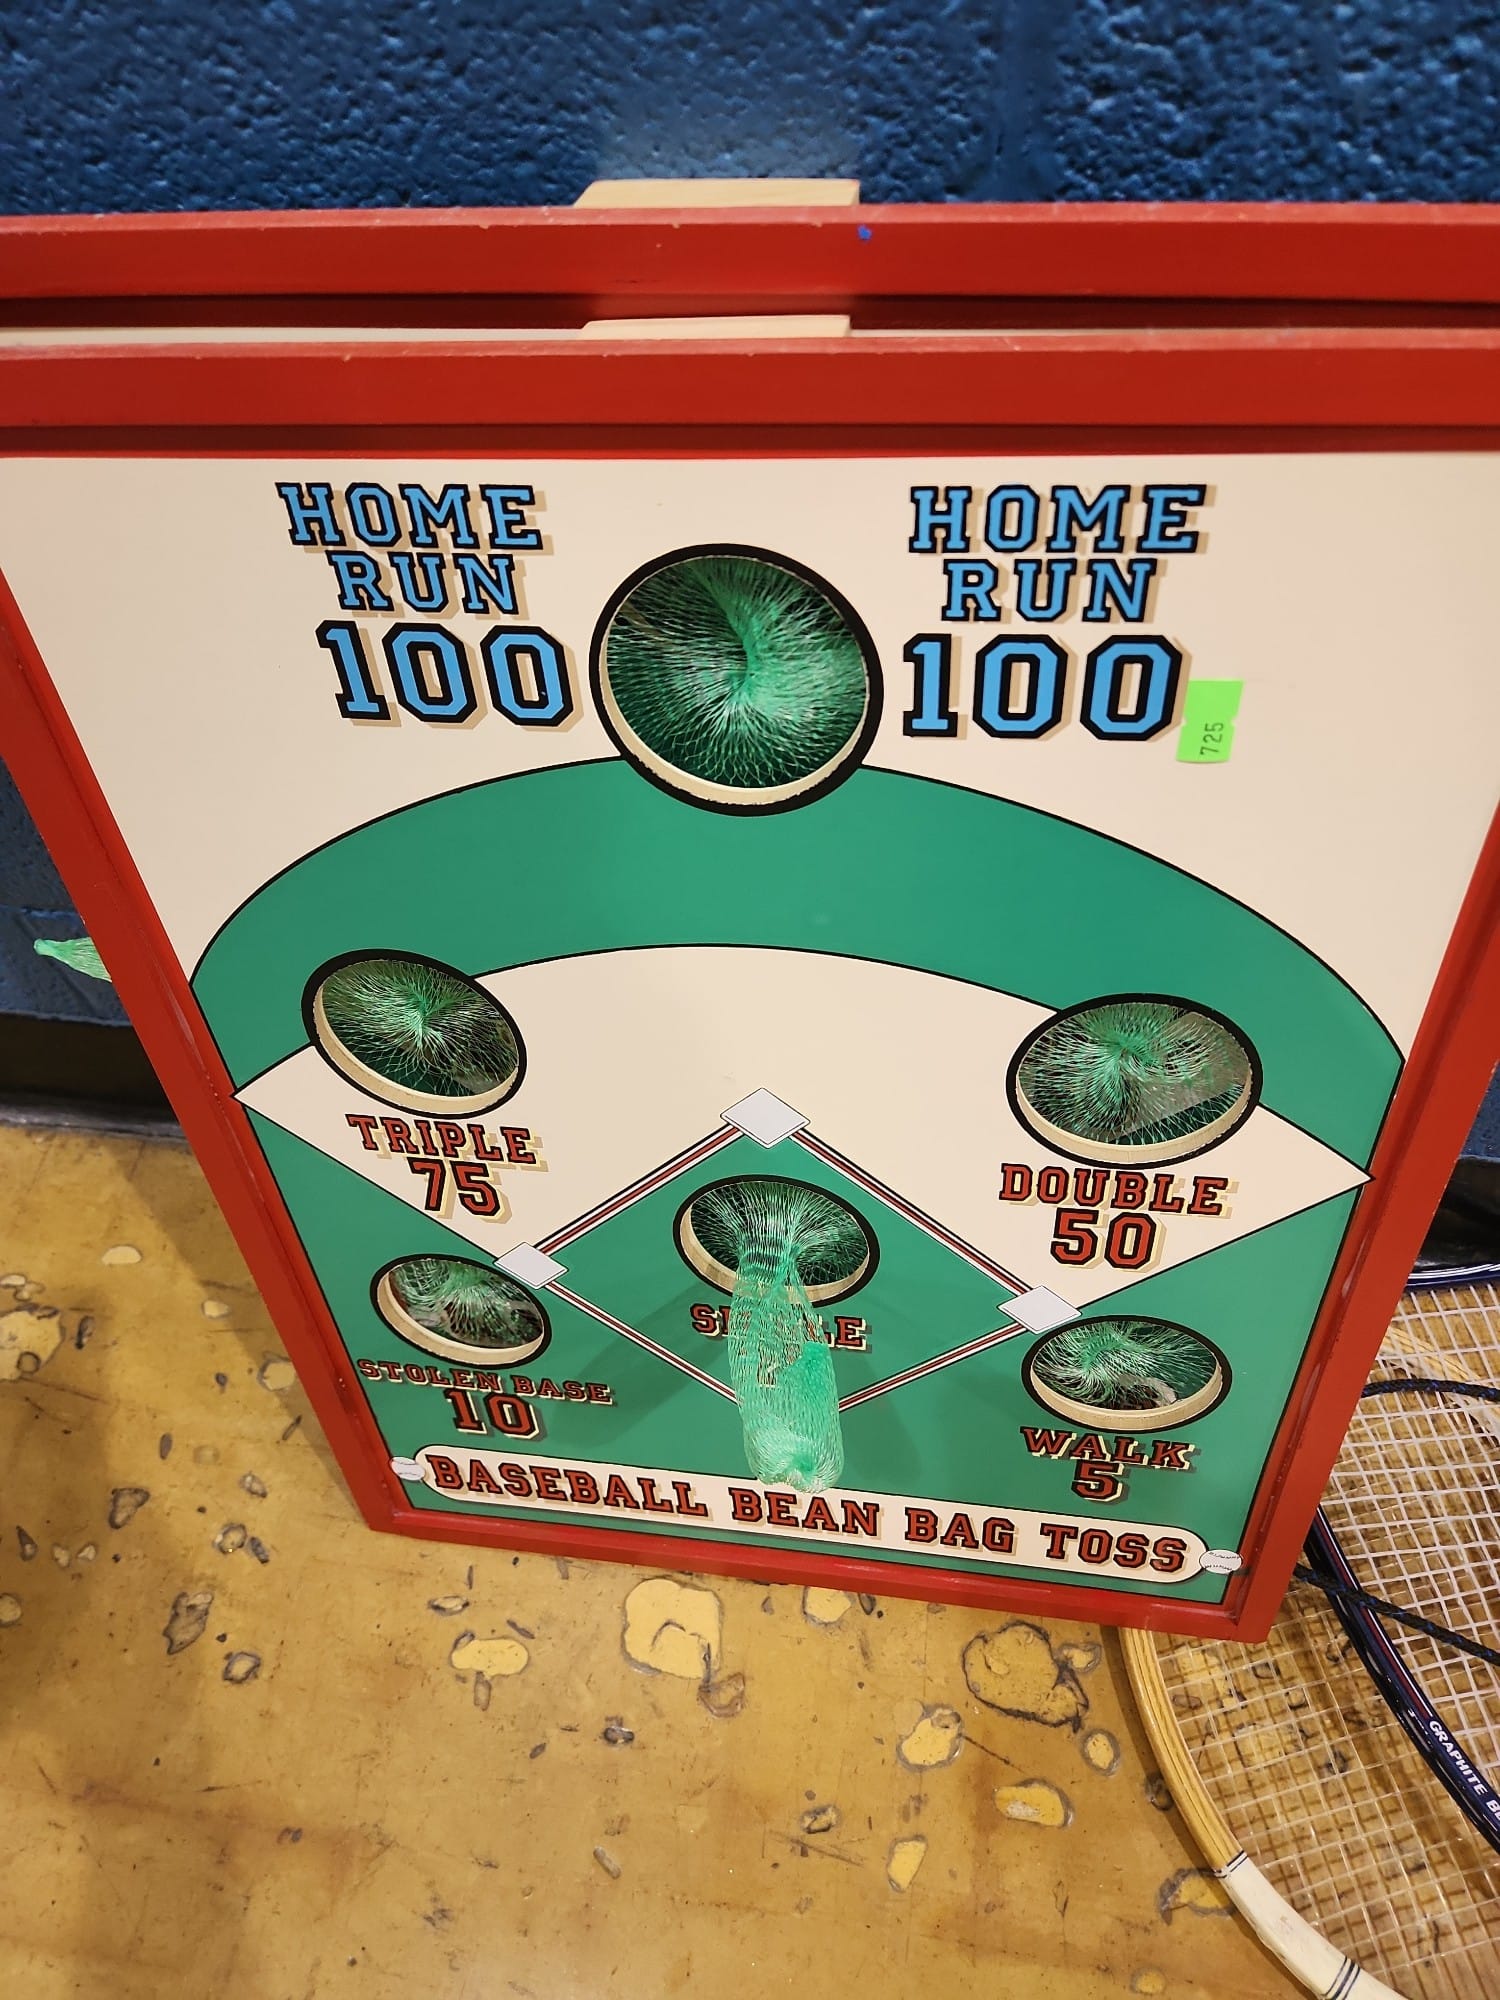 HOME
RUN
100
HOME
RUN
100
725
TRIPLE
75
DOUBLE
50
STOLEN BASE
10
WALK
5
BASEBALL BEAN BAG TOSS
GRAPHITE